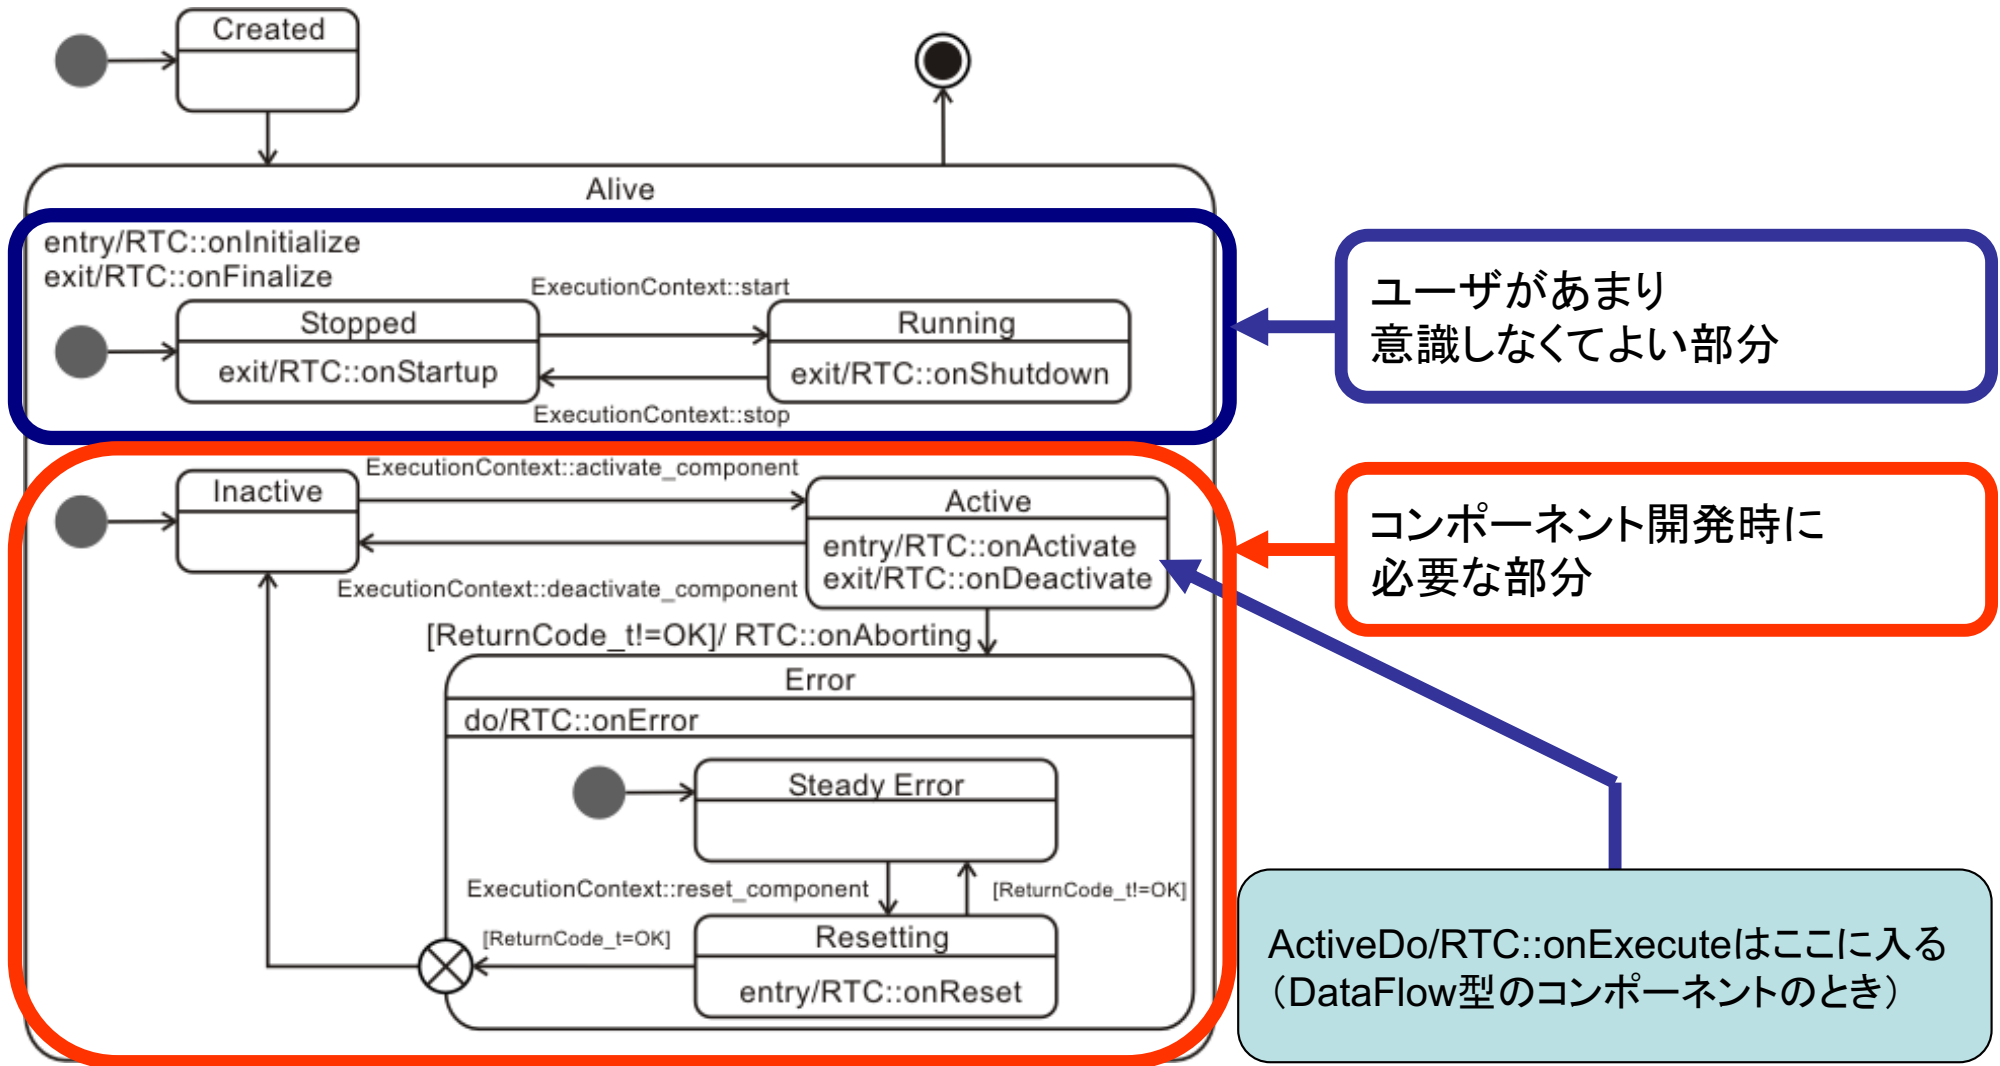 Created
Alive
entry/RTC::onInitialize
exit/RTC::onFinalize
ExecutionContext::start
Stopped
exit/RTC::onStartup
Running
exit/RTC::onShutdown
ExecutionContext::stop
ユーザがあまり
意識しなくてよい部分
ExecutionContext::activate_component
Inactive
Active
entry/RTC::onActivate
exit/RTC::onDeactivate
ExecutionContext::deactivate_component
コンポーネント開発時に
必要な部分
[ReturnCode_t!=OK]/ RTC::onAborting
Error
do/RTC::onError
Steady Error
ExecutionContext::reset_component
[ReturnCode_t!=OK]
[ReturnCode_t=OK]
Resetting
entry/RTC::onReset
ActiveDo/RTC::onExecuteはここに入る
（DataFlow型のコンポーネントのとき）